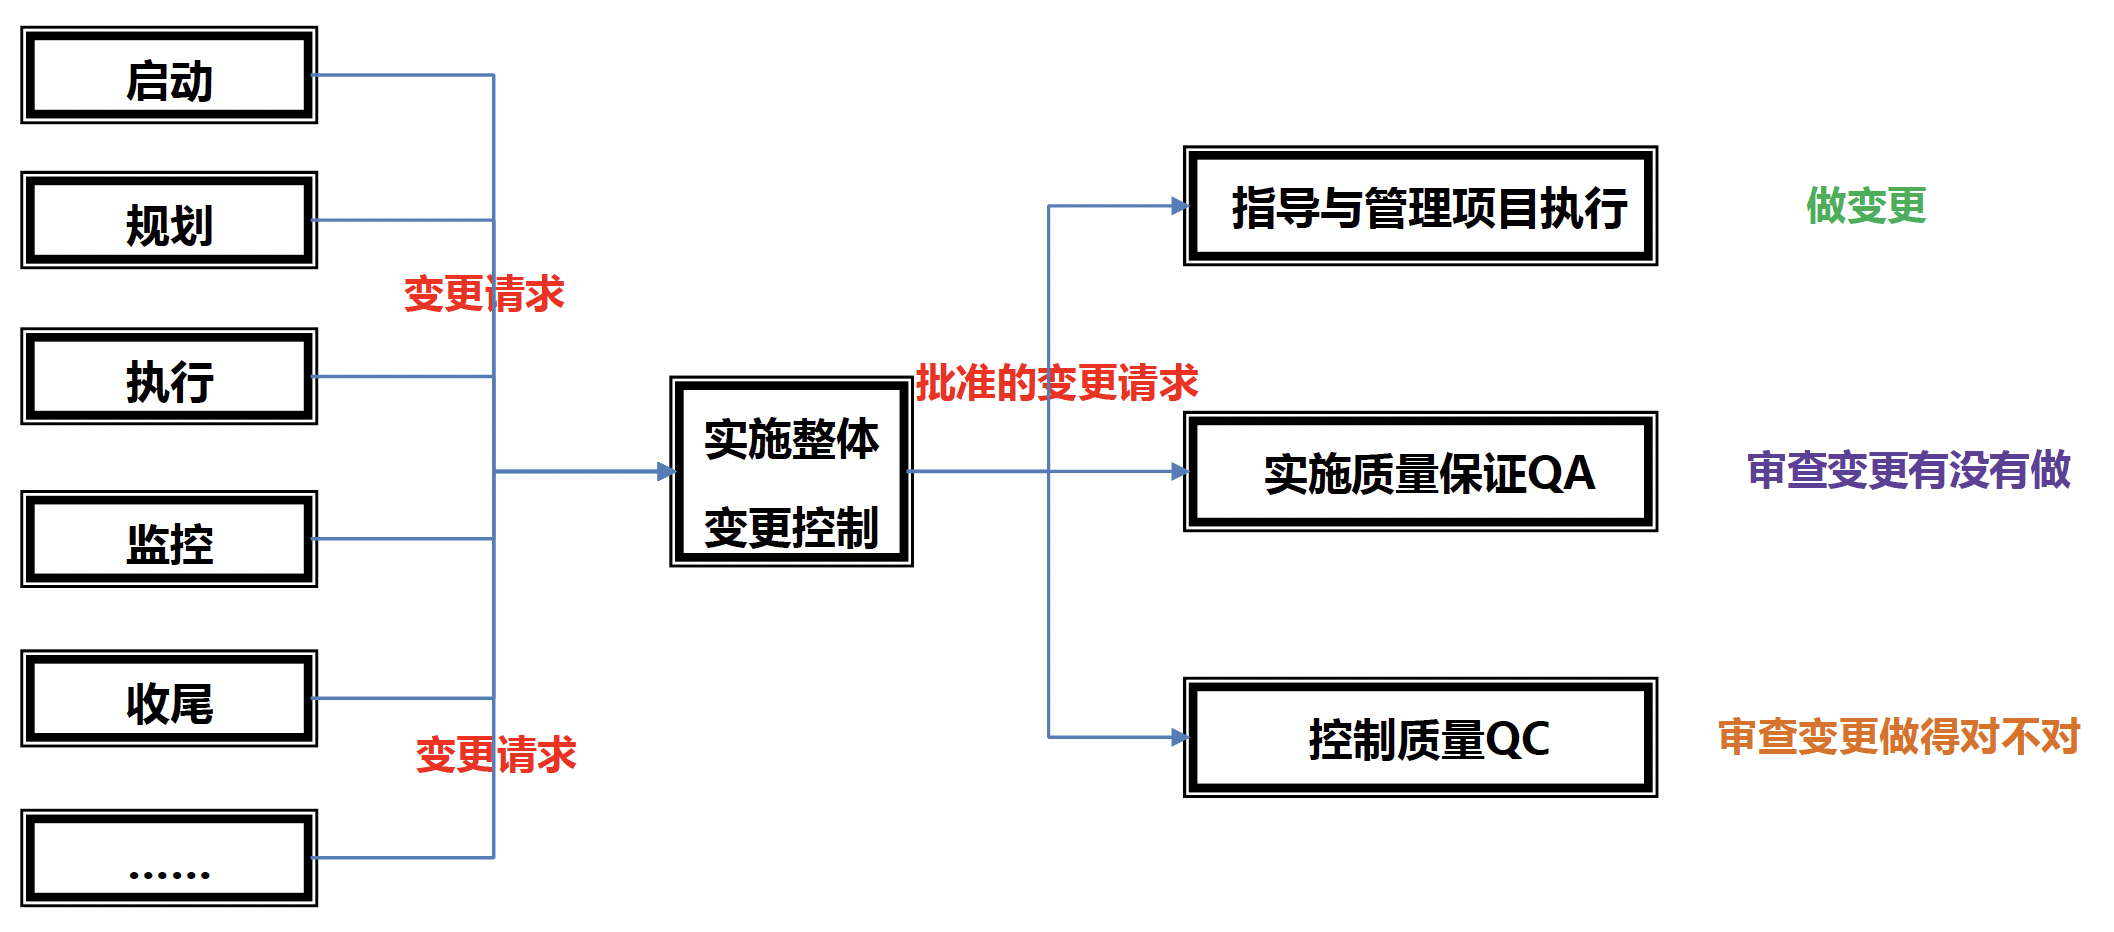 启动
规划
变更请求
执行
监控
收尾
变更请求
……
实施整体
变更控制
批准的变更请求
指导与管理项目执行
做变更
实施质量保证QA
审查变更有没有做
控制质量QC
审查变更做得对不对